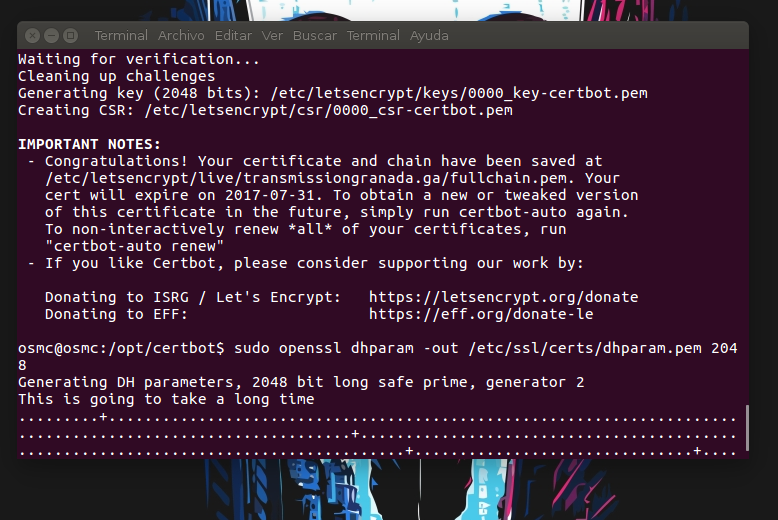 Terminal Archivo Editar Ver Buscar Terminal Ayuda
Waiting for verification...
Cleaning up challenges
Generating key (2048 bits): /etc/letsencrypt/keys/0000_key-certbot.pem
Creating CSR: /etc/letsencrypt/csr/0000_csr-certbot.pem
IMPORTANT NOTES:
- Congratulations! Your certificate and chain have been saved at
/etc/letsencrypt/live/transmissiongranada.ga/fullchain.pem. Your
cert will expire on 2017-07-31. To obtain a new or tweaked version
of this certificate in the future, simply run certbot-auto again.
To non-interactively renew *all* of your certificates, run
"certbot-auto renew"
- If you like Certbot, please consider supporting our work by:
Donating to ISRG / Let's Encrypt:   https://letsencrypt.org/donate
Donating to EFF:                    https://eff.org/donate-le
osmc@osmc:/opt/certbot$ sudo openssl dhparam -out /etc/ssl/certs/dhparam.pem 204
8
Generating DH parameters, 2048 bit long safe prime, generator 2
This is going to take a long time
.........+......................................................................
.....................................+..........................................
...........................................+...............................+....